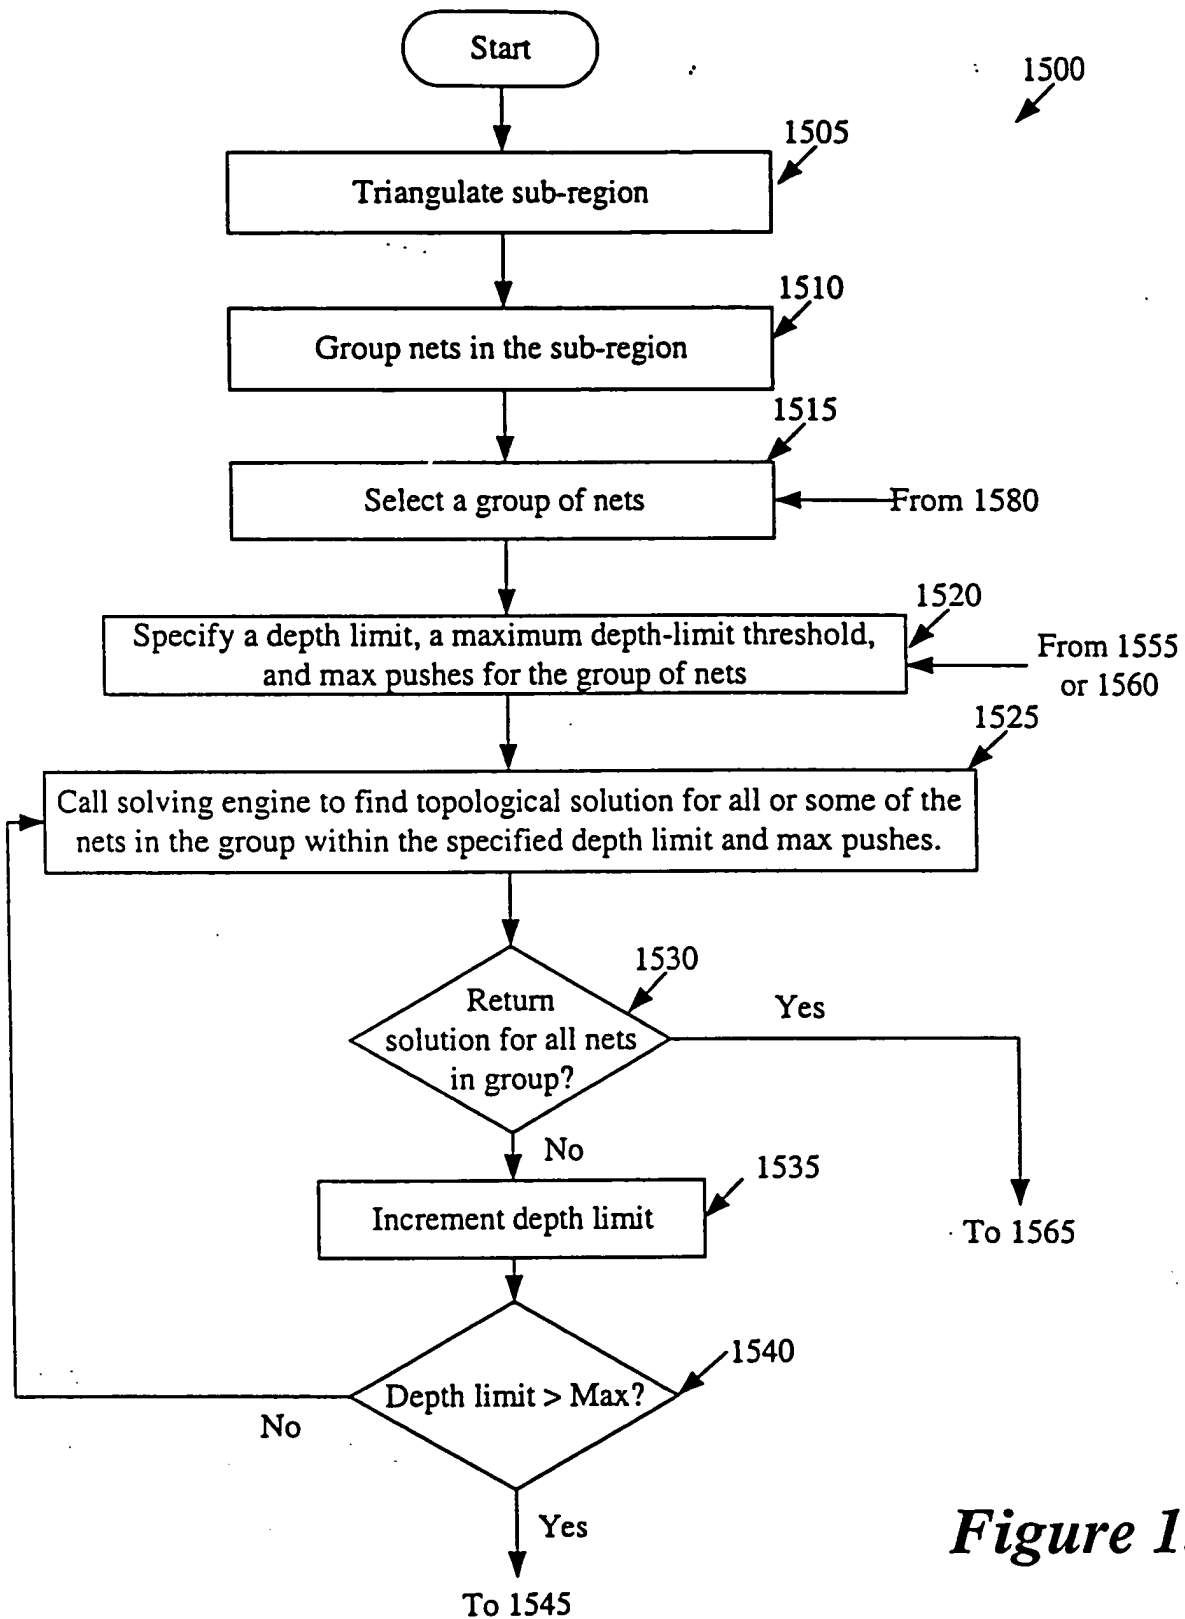 Start
1500
1505
Triangulate sub-region
1510
Group nets in the sub-region
1515
Select a group of nets
From 1580
1520
Specify a depth limit, a maximum depth-limit threshold,
and max pushes for the group of nets
From 1555
or 1560
1525
Call solving engine to find topological solution for all or some of the
nets in the group within the specified depth limit and max pushes.
1530
Return
solution for all nets
in group?
Yes
No
1535
Increment depth limit
To 1565
1540
Depth limit > Max?
No
Yes
To 1545
Figure 1